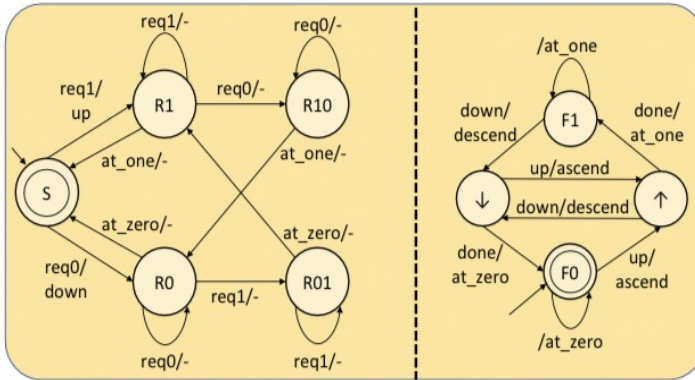 req1/-
req0/-
req1/
up
R1
req0/-
R10
at_one/-
at_one/-
S
at_zero/-
at_zero/-
req0/
down
R0
req1/-
R01
req0/-
req1/-
/at_one
down/
descend
F1
done/
at_one
up/ascend
↓
↑
down/descend
done/
at_zero
F0
up/
ascend
/at_zero